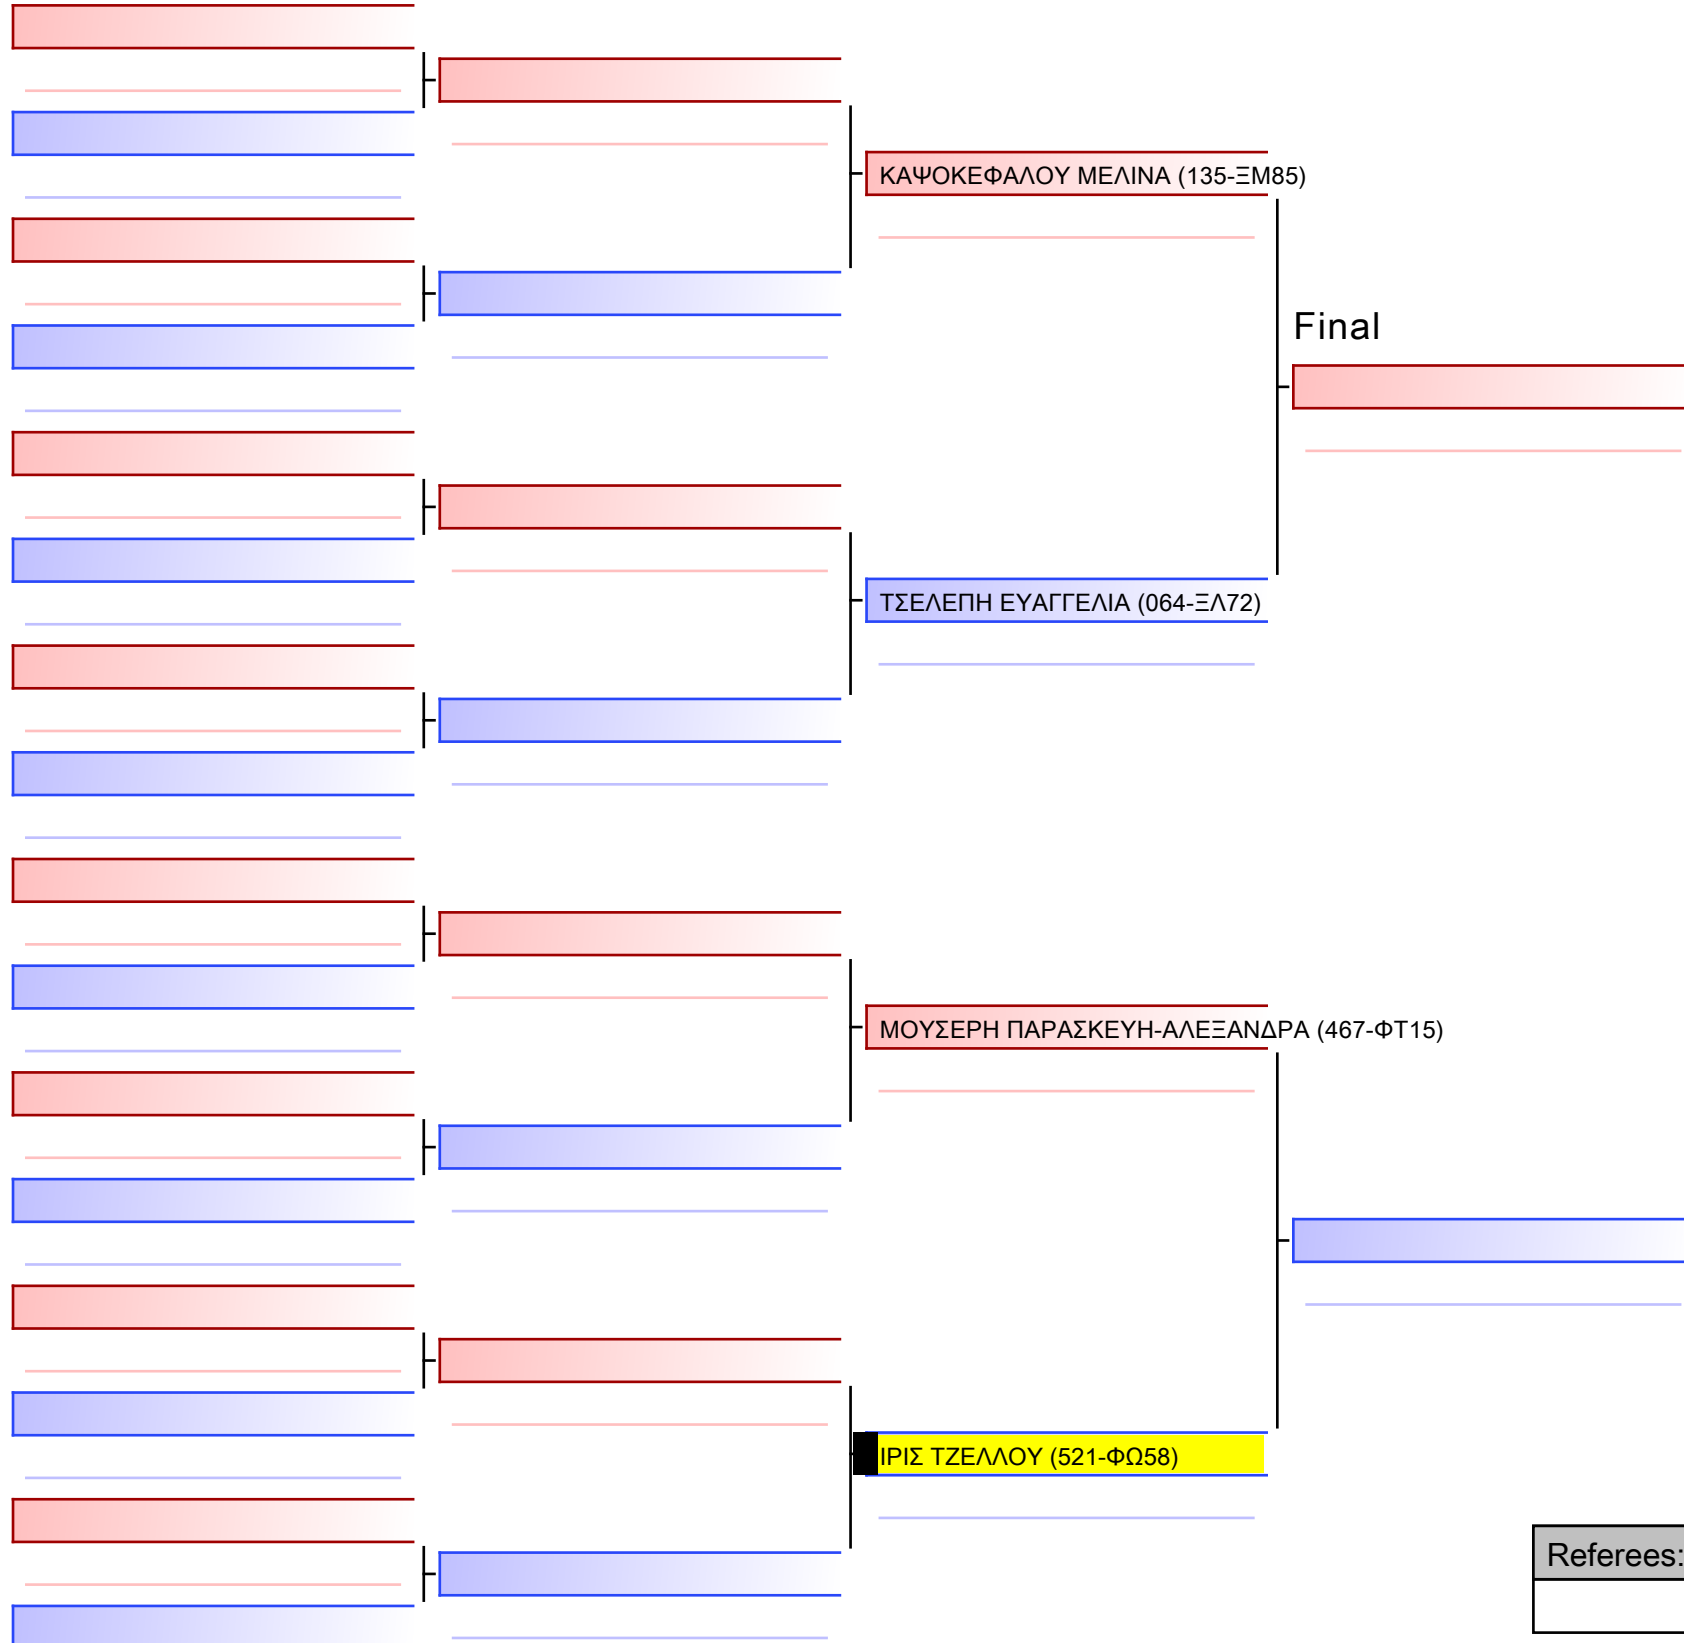 ΚΑΨΟΚΕΦΑΛΟΥ ΜΕΛΙΝΑ (135-ΞΜ85)
Final
ΤΣΕΛΕΠΗ ΕΥΑΓΓΕΛΙΑ (064-ΞΛ72)
ΜΟΥΣΕΡΗ ΠΑΡΑΣΚΕΥΗ-ΑΛΕΞΑΝΔΡΑ (467-ΦΤ15)
ΙΡΙΣ ΤΖΕΛΛΟΥ (521-ΦΩ58)
Referees: